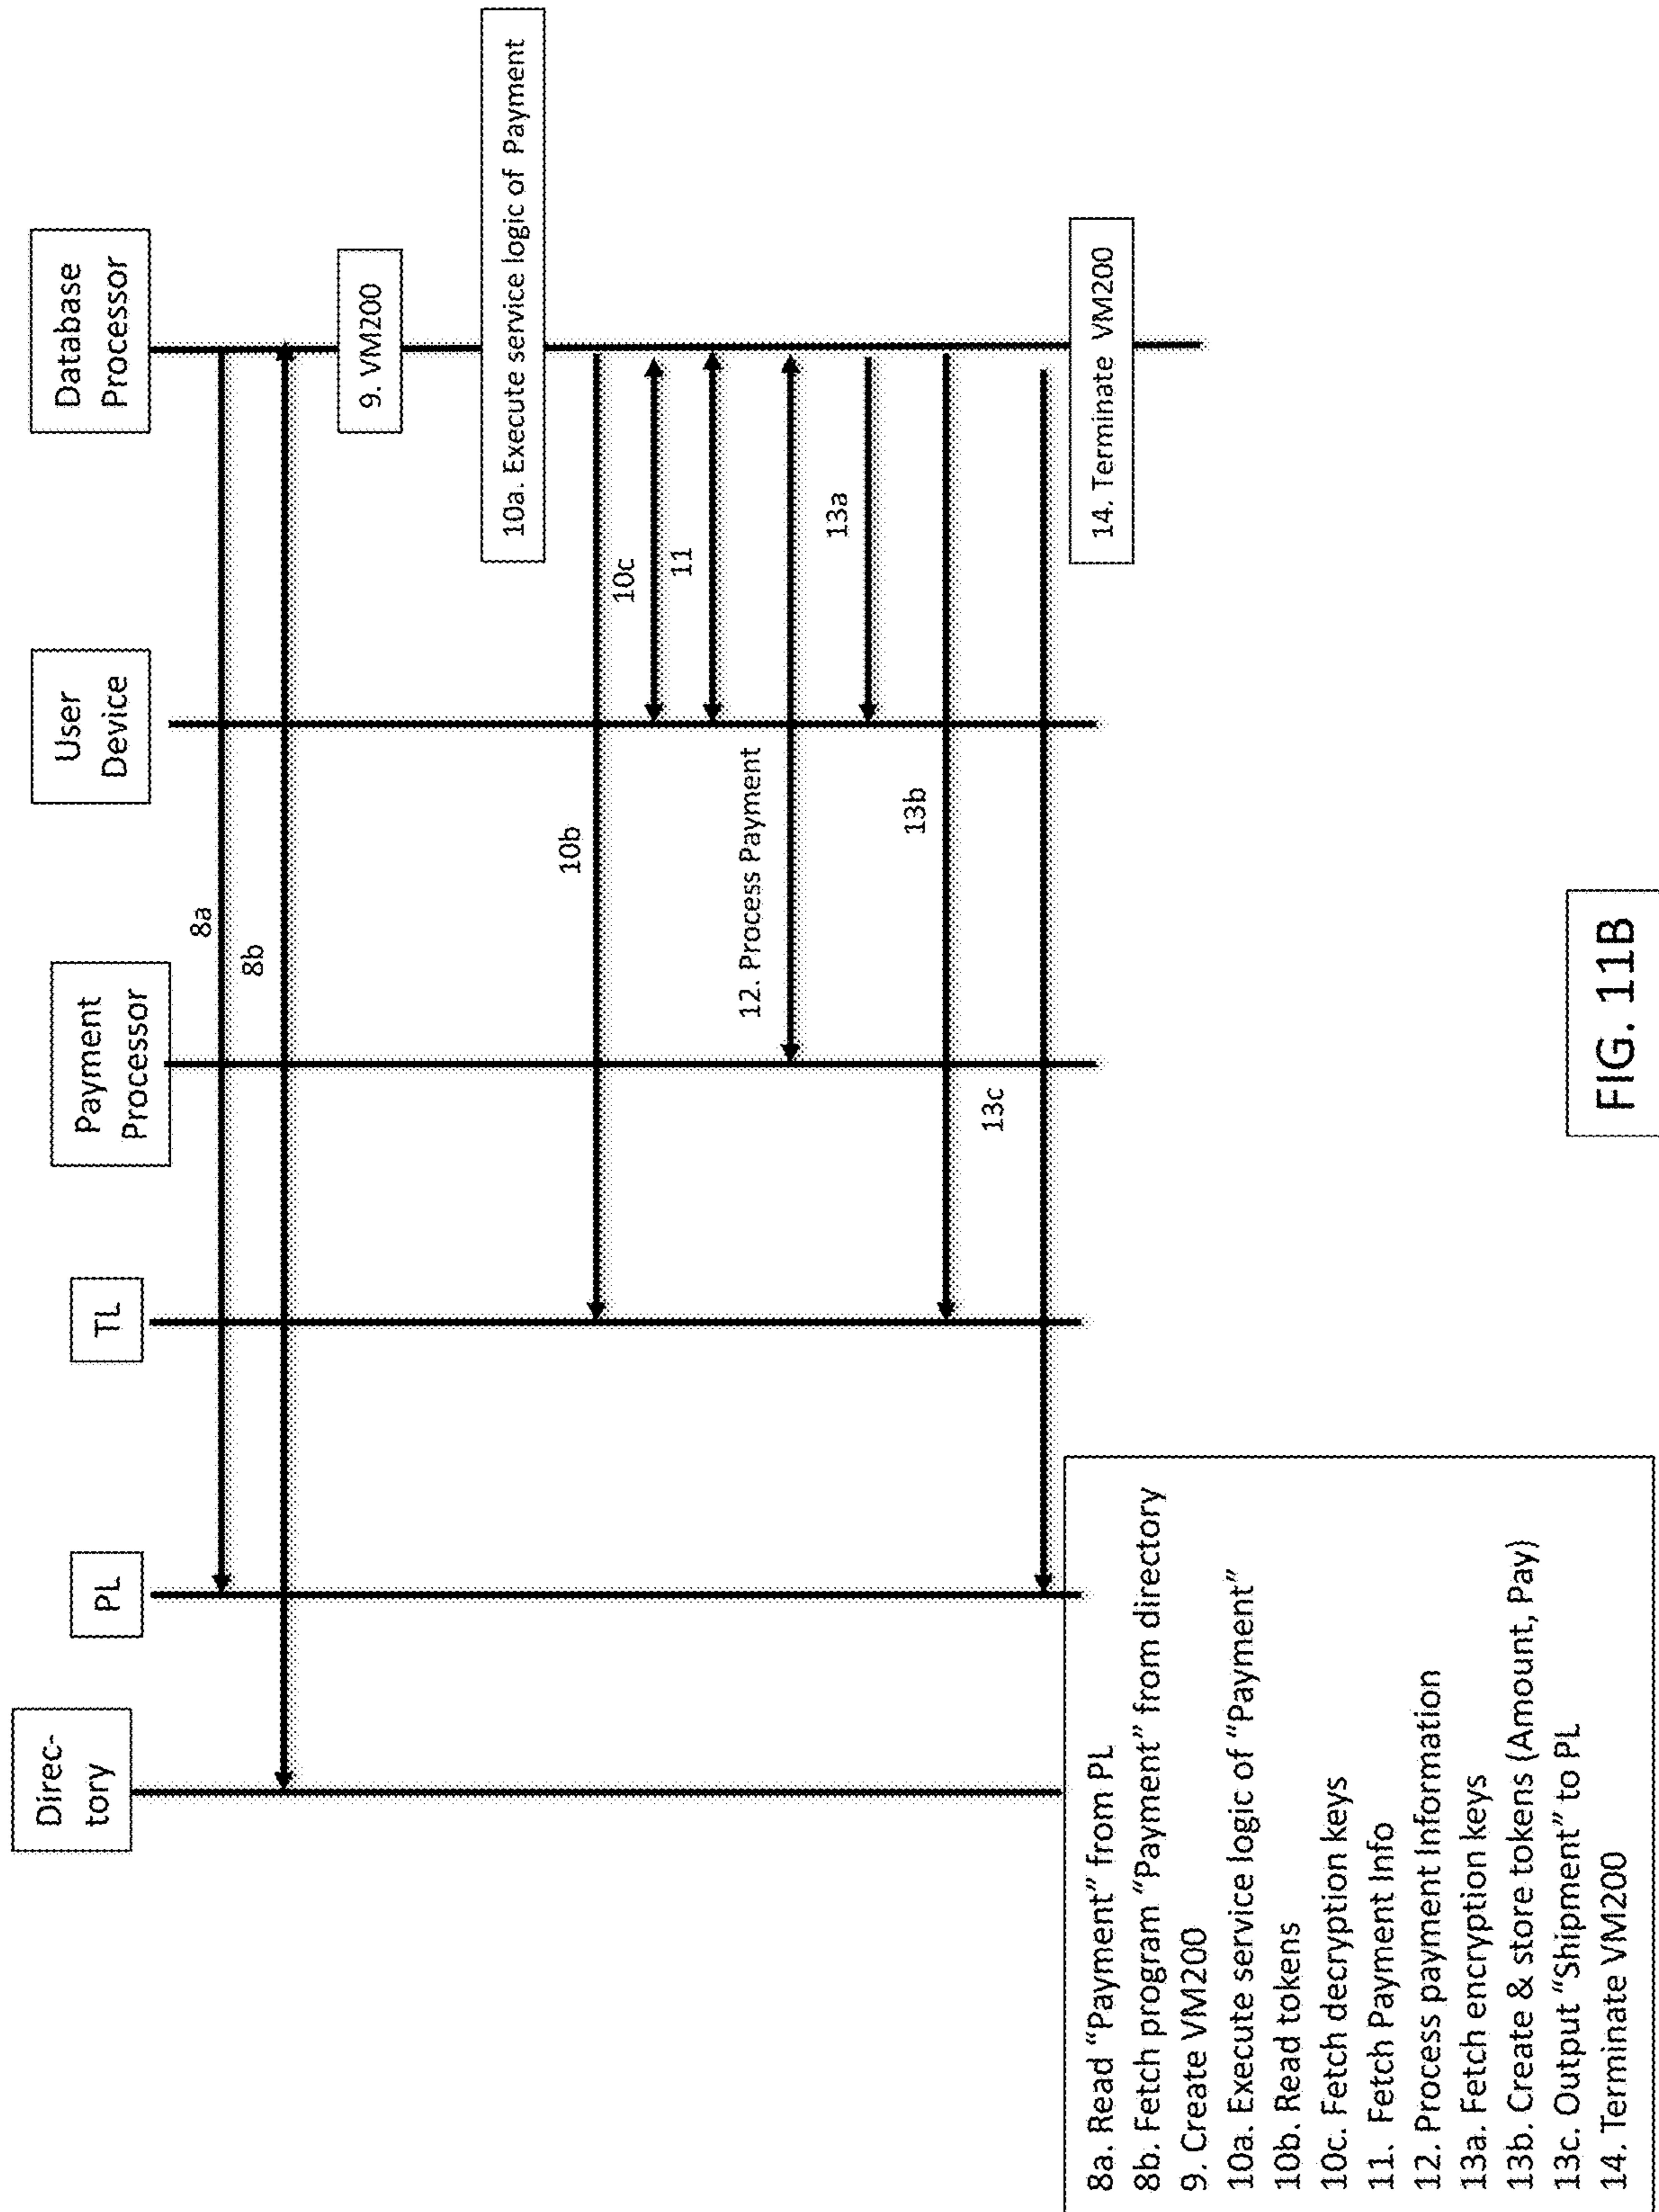 Direc-
tory
PL
TL
Payment
Processor
User
Device
Database
Processor
8a
8b
9. VM200
10a. Execute service logic of Payment
10b
10c
11
12. Process Payment
13a
13b
13c
14. Terminate VM200
8a. Read “Payment” from PL
8b. Fetch program “Payment” from directory
9. Create VM200
10a. Execute service logic of “Payment”
10b. Read tokens
10c. Fetch decryption keys
11. Fetch Payment Info
12. Process payment Information
13a. Fetch encryption keys
13b. Create & store tokens (Amount, Pay)
13c. Output “Shipment” to PL
14. Terminate VM200
FIG. 11B